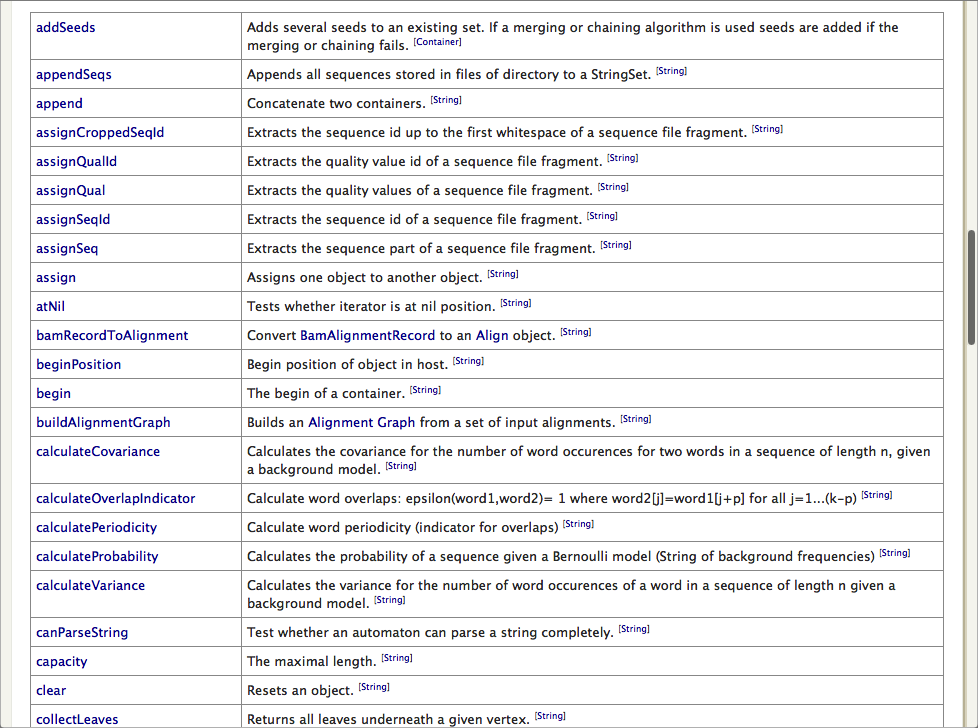 addSeeds Adds several seeds to an existing set. If a merging or chaining algorithm is used seeds are added if the
merging or chaining fails. [Container]
appendSeqs Appends all sequences stored in files of directory to a StringSet. [String]
append Concatenate two containers. [String]
assignCroppedSeqId Extracts the sequence id up to the first whitespace of a sequence file fragment. [String]
assignQualId Extracts the quality value id of a sequence file fragment. [String]
assignQual Extracts the quality values of a sequence file fragment. [String]
assignSeqId Extracts the sequence id of a sequence file fragment. [String]
assignSeq Extracts the sequence part of a sequence file fragment. [String]
assign Assigns one object to another object. [String]
atNil Tests whether iterator is at nil position. [String]
bamRecordToAlignment Convert BamAlignmentRecord to an Align object. [String]
beginPosition Begin position of object in host. [String]
begin The begin of a container. [String]
buildAlignmentGraph Builds an Alignment Graph from a set of input alignments. [String]
calculateCovariance Calculates the covariance for the number of word occurences for two words in a sequence of length n, given
a background model. [String]
calculateOverlapIndicator Calculate word overlaps: epsilon(word1,word2)= 1 where word2[j]=word1[j+p] for all j=1...(k-p) [String]
calculatePeriodicity Calculate word periodicity (indicator for overlaps) [String]
calculateProbability Calculates the probability of a sequence given a Bernoulli model (String of background frequencies) [String]
calculateVariance Calculates the variance for the number of word occurences of a word in a sequence of length n given a
background model. [String]
canParseString Test whether an automaton can parse a string completely. [String]
capacity The maximal length. [String]
clear Resets an object. [String]
collectLeaves Returns all leaves underneath a given vertex. [String]